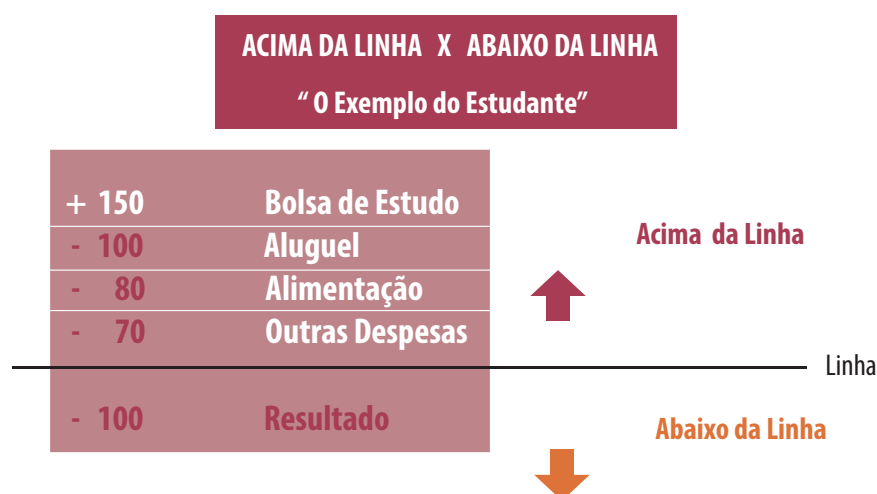 ACIMA DA LINHA X ABAIXO DA LINHA
“ O Exemplo do Estudante”
+ 150 Bolsa de Estudo
- 100 Aluguel
- 80 Alimentação
- 70 Outras Despesas
Acima da Linha
Linha
- 100 Resultado
Abaixo da Linha